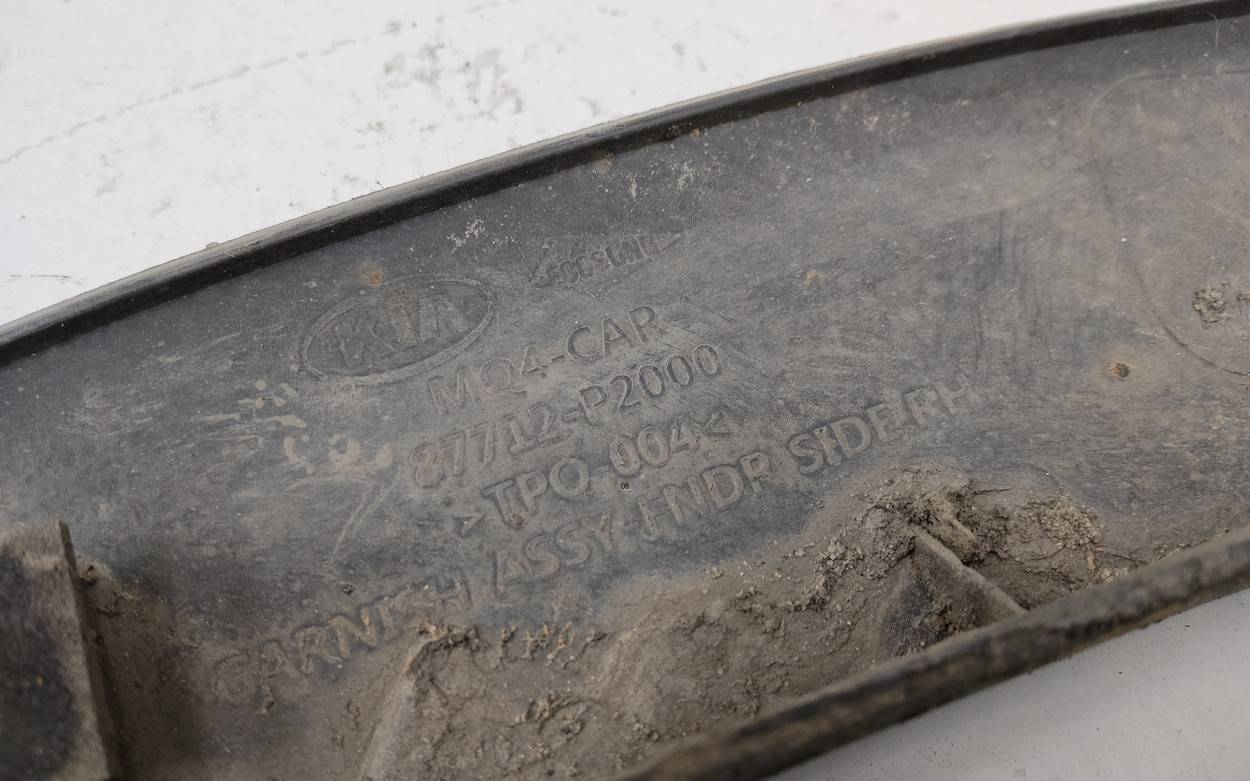 KIA
MQ4-CAR
87712-P2000
>TPO-004<
GARNISH ASSY-FNDR SIDE,RH